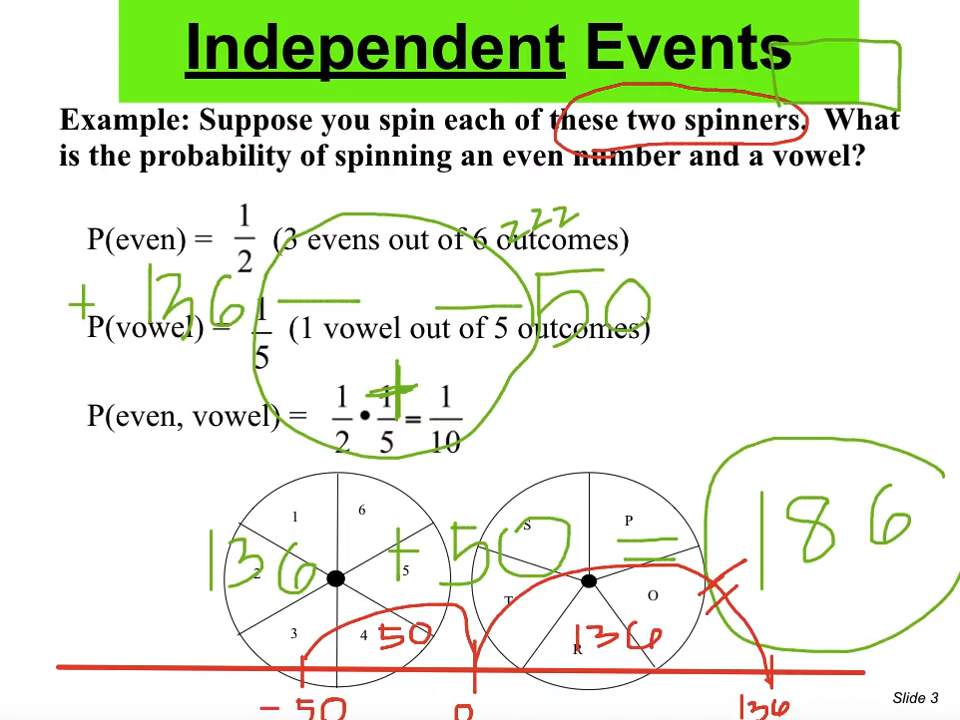 Independent Events
Example: Suppose you spin each of these two spinners. What
is the probability of spinning an even number and a vowel?
P(even) = 1/2 (3 evens out of 6 outcomes)
222
+ 136 — — 50
P(vowel) = 1/5 (1 vowel out of 5 outcomes)
+
P(even, vowel) = 1/2 • 1/5 = 1/10
1 6 5 4 3 2
S P O R T
136 + 50 = 186
50 136
-50 0 136
Slide 3